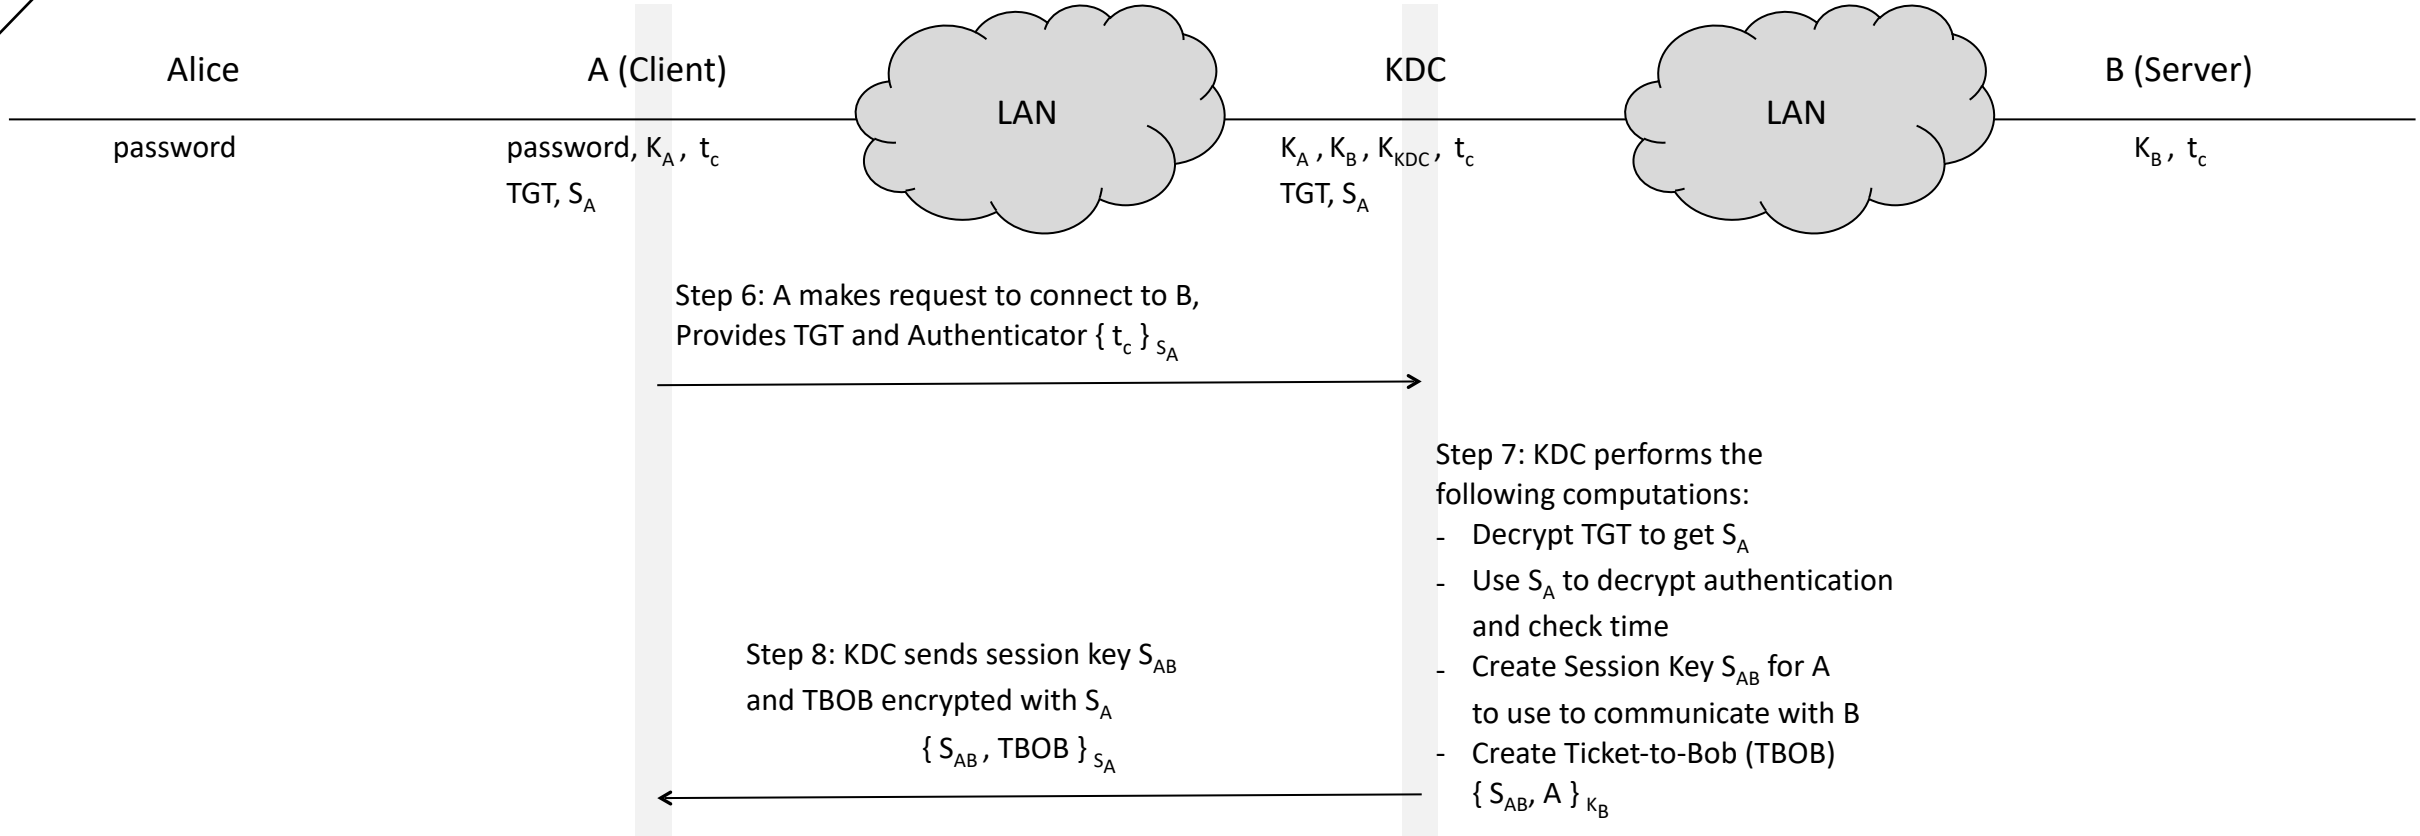 Alice
A (Client)
LAN
KDC
LAN
B (Server)
password
password, K_A , t_c
TGT, S_A
K_A , K_B , K_KDC , t_c
TGT, S_A
K_B , t_c
Step 6: A makes request to connect to B,
Provides TGT and Authenticator { t_c } S_A
Step 7: KDC performs the
following computations:
- Decrypt TGT to get S_A
- Use S_A to decrypt authentication
and check time
- Create Session Key S_AB for A
to use to communicate with B
- Create Ticket-to-Bob (TBOB)
{ S_AB, A } K_B
Step 8: KDC sends session key S_AB
and TBOB encrypted with S_A
{ S_AB , TBOB } S_A